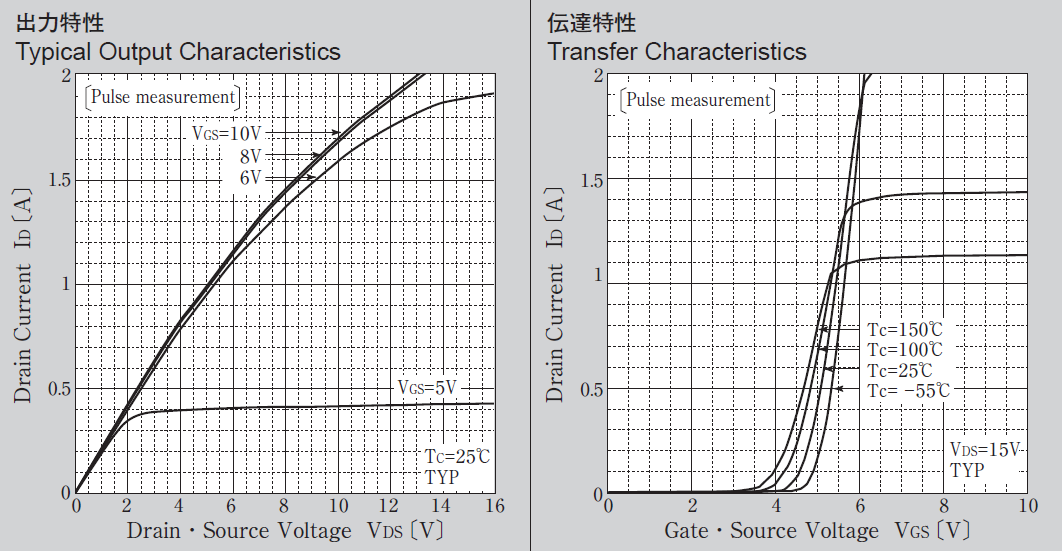 出力特性
Typical Output Characteristics
2
1.5
1
0.5
0
Drain Current ID〔A〕
〔Pulse measurement〕
VGS=10V
8V
6V
VGS=5V
TC=25℃
TYP
0 2 4 6 8 10 12 14 16
Drain・Source Voltage VDS〔V〕
伝達特性
Transfer Characteristics
2
1.5
1
0.5
0
Drain Current ID〔A〕
〔Pulse measurement〕
Tc=150℃
Tc=100℃
Tc=25℃
Tc= −55℃
VDS=15V
TYP
0 2 4 6 8 10
Gate・Source Voltage VGS〔V〕